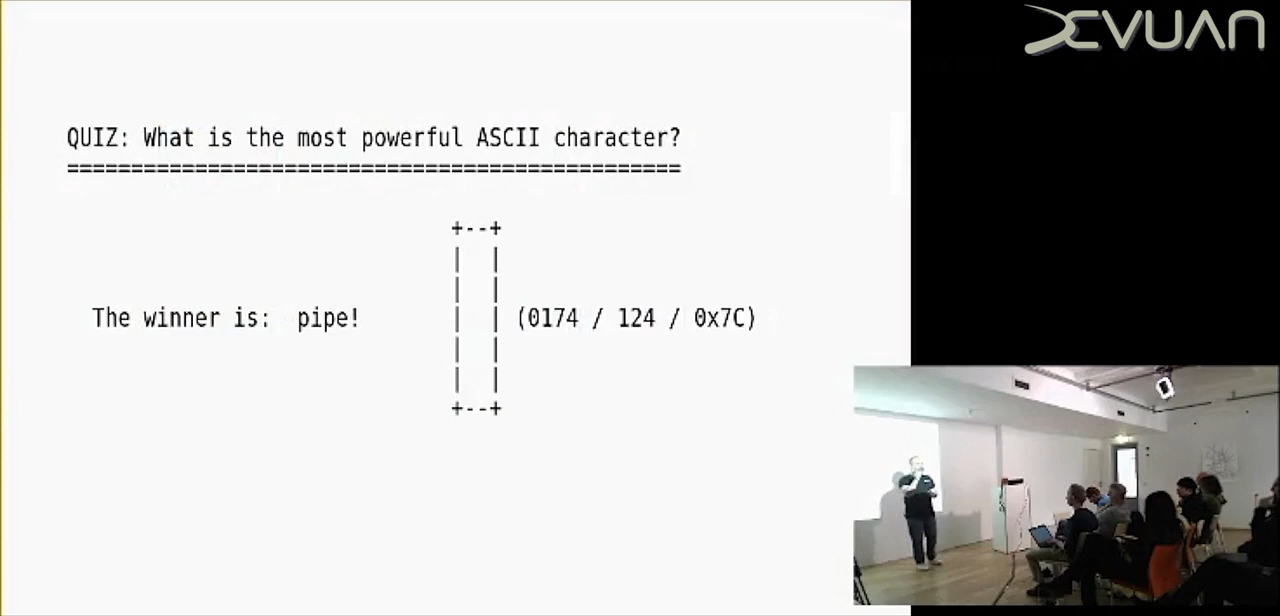 DEVUAN
QUIZ: What is the most powerful ASCII character?
================================================
+--+
|  |
|  |
The winner is:  pipe! |  | (0174 / 124 / 0x7C)
|  |
|  |
+--+